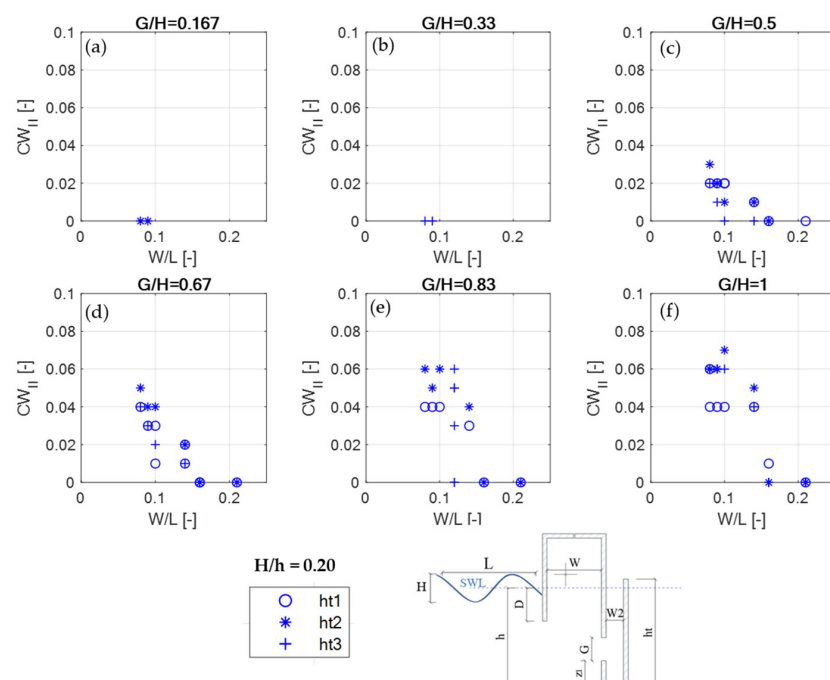 G/H=0.167
G/H=0.33
G/H=0.5
(a)
(b)
(c)
0.1
0.08
0.06
0.04
0.02
0
CW_II [-]
0
0.1
0.2
W/L [-]
0.1
0.08
0.06
0.04
0.02
0
CW_II [-]
0
0.1
0.2
W/L [-]
0.1
0.08
0.06
0.04
0.02
0
CW_II [-]
0
0.1
0.2
W/L [-]
G/H=0.67
G/H=0.83
G/H=1
(d)
(e)
(f)
0.1
0.08
0.06
0.04
0.02
0
CW_II [-]
0
0.1
0.2
W/L [-]
0.1
0.08
0.06
0.04
0.02
0
CW_II [-]
0
0.1
0.2
W/L [-]
0.1
0.08
0.06
0.04
0.02
0
CW_II [-]
0
0.1
0.2
W/L [-]
H/h = 0.20
ht1
ht2
ht3
L
W
H
SWL
D
W2
h
G
ht
zi